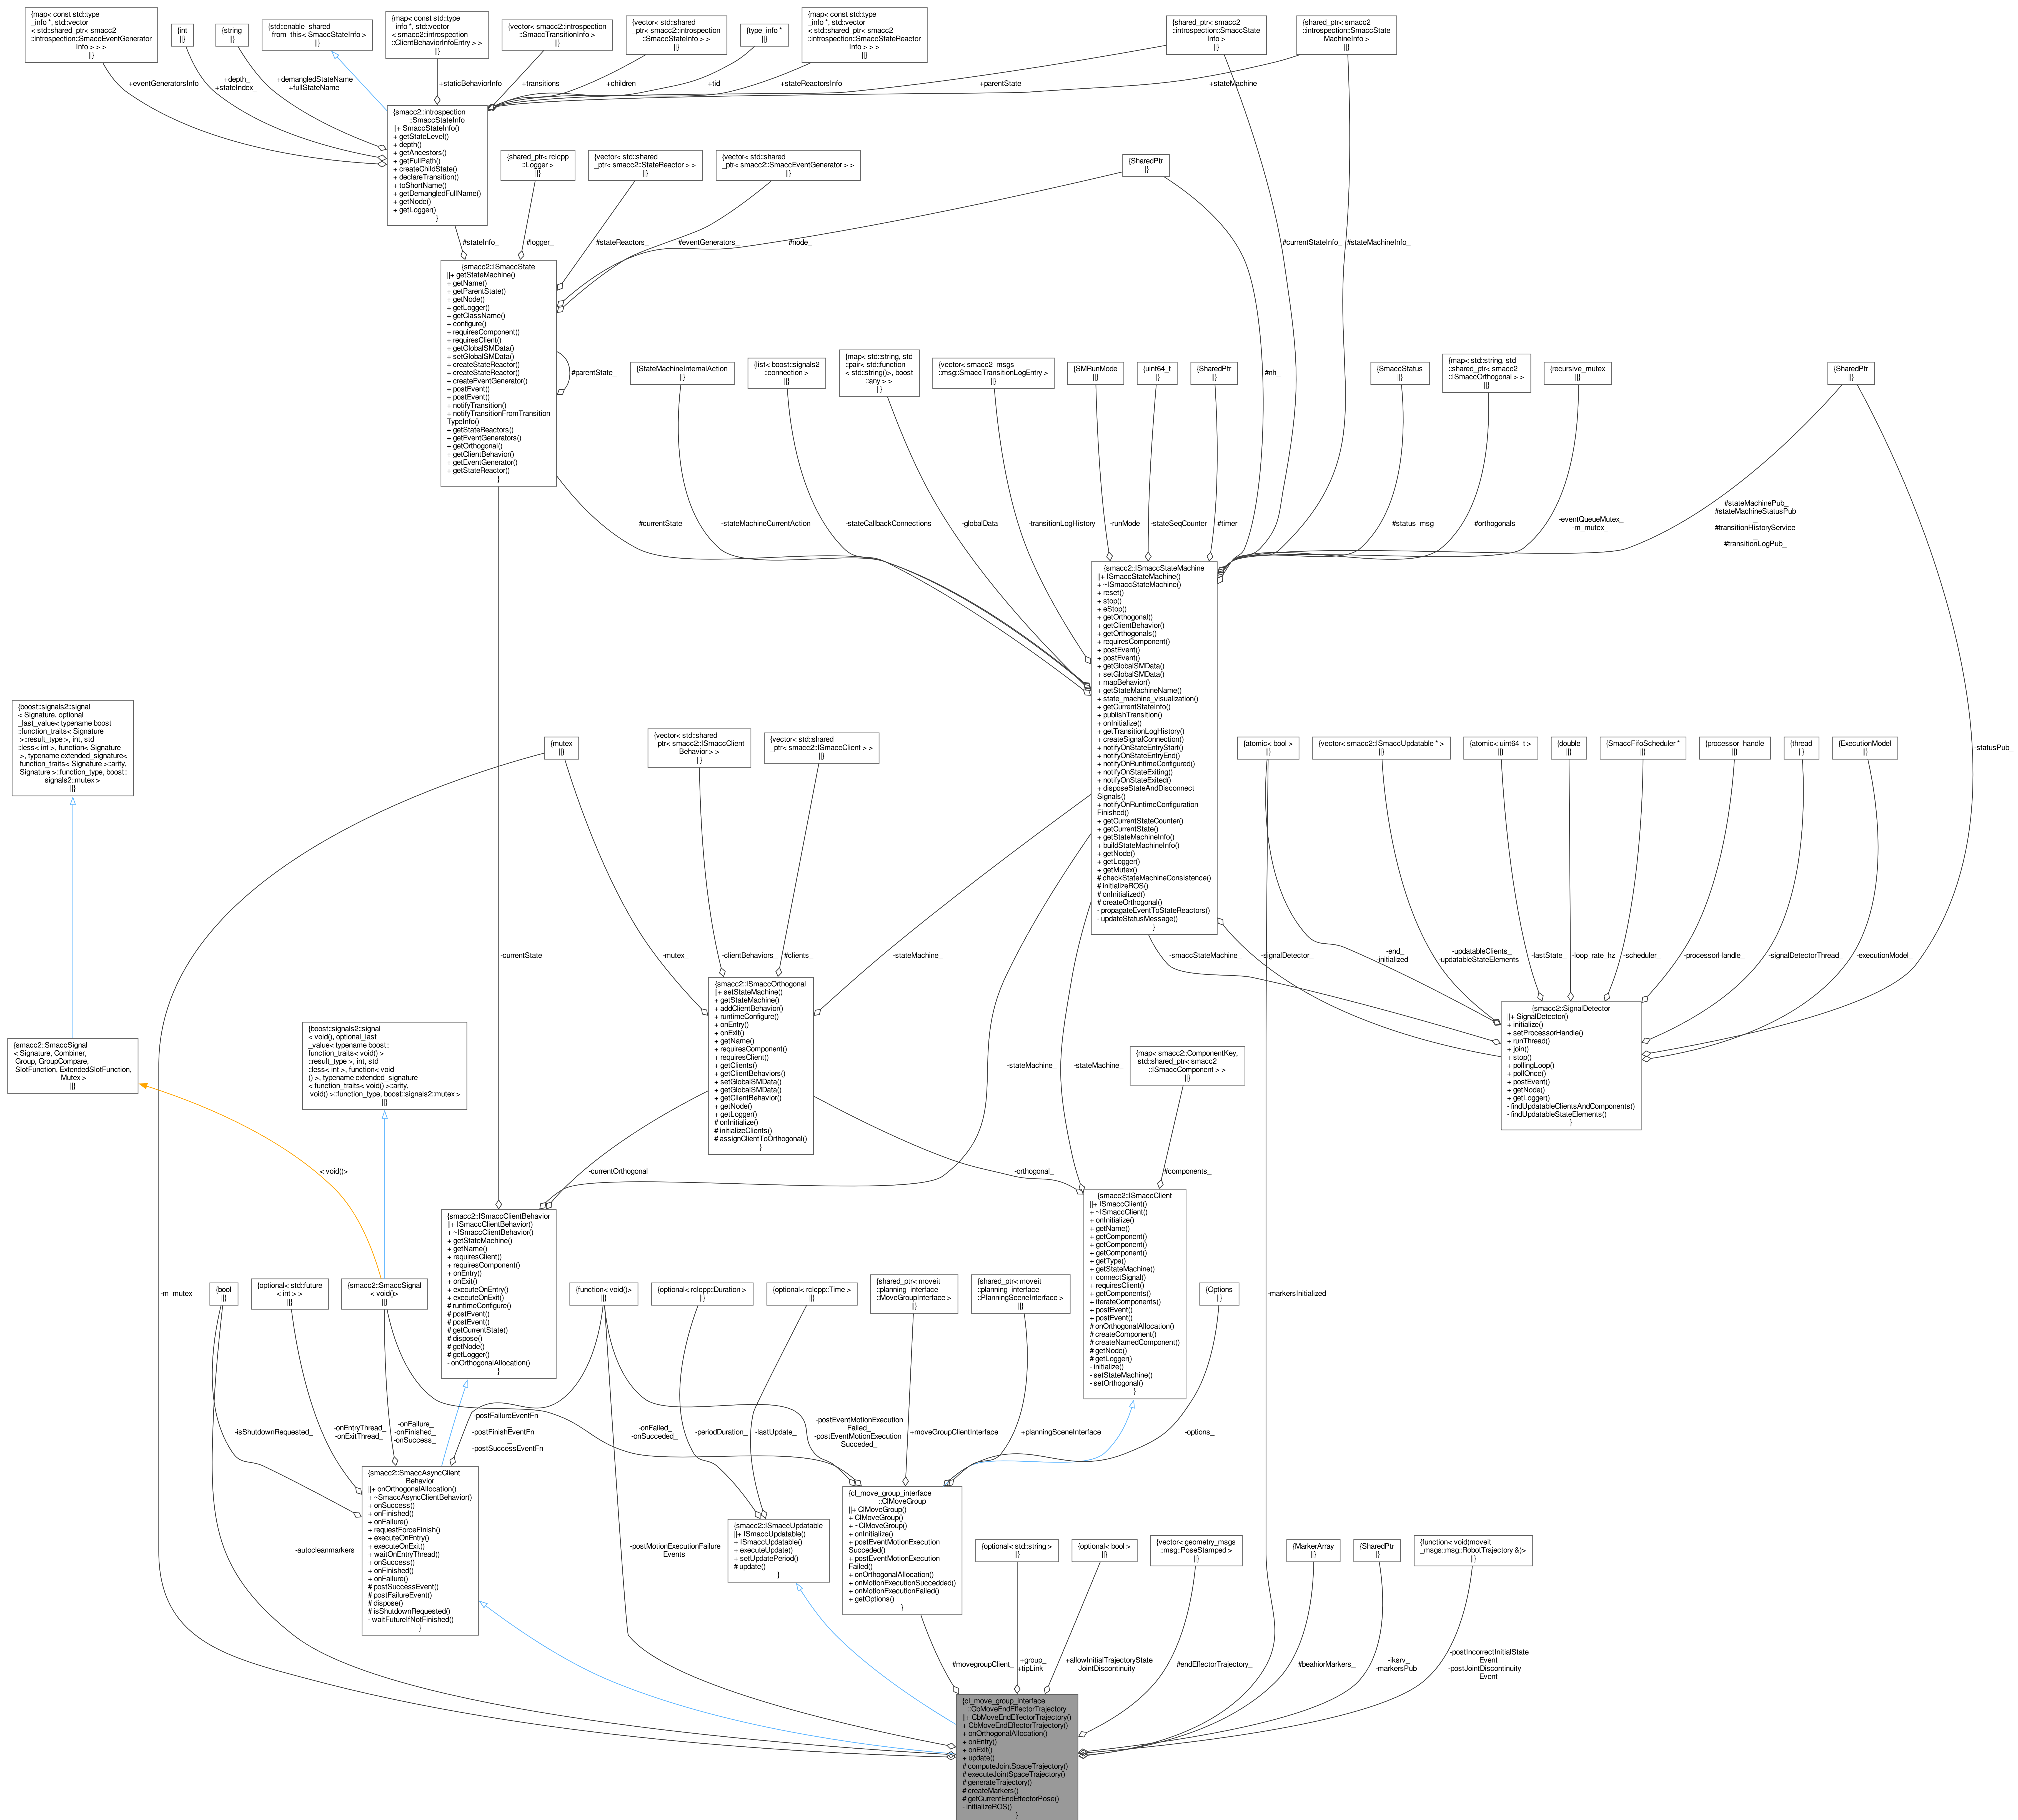 {map< const std::type
_info *, std::vector
< std::shared_ptr< smacc2
::introspection::SmaccEventGenerator
Info > > >
||}
{int
||}
{string
||}
{std::enable_shared
_from_this< SmaccStateInfo >
||}
{map< const std::type
_info *, std::vector
< smacc2::introspection
::ClientBehaviorInfoEntry > >
||}
{vector< smacc2::introspection
::SmaccTransitionInfo >
||}
{vector< std::shared
_ptr< smacc2::introspection
::SmaccStateInfo > >
||}
{type_info *
||}
{map< const std::type
_info *, std::vector
< std::shared_ptr< smacc2
::introspection::SmaccStateReactor
Info > > >
||}
{shared_ptr< smacc2
::introspection::SmaccState
Info >
||}
{shared_ptr< smacc2
::introspection::SmaccState
MachineInfo >
||}
+eventGeneratorsInfo
+depth_
+stateIndex_
+demangledStateName
+fullStateName
+staticBehaviorInfo
+transitions_
+children_
+tid_
+stateReactorsInfo
+parentState_
+stateMachine_
{smacc2::introspection
::SmaccStateInfo
||+ SmaccStateInfo()
+ getStateLevel()
+ depth()
+ getAncestors()
+ getFullPath()
+ createChildState()
+ declareTransition()
+ toShortName()
+ getDemangledFullName()
+ getNode()
+ getLogger()
}
{shared_ptr< rclcpp
::Logger >
||}
{vector< std::shared
_ptr< smacc2::StateReactor > >
||}
{vector< std::shared
_ptr< smacc2::SmaccEventGenerator > >
||}
{SharedPtr
||}
#stateInfo_
#logger_
#stateReactors_
#eventGenerators_
#node_
#currentStateInfo_
#stateMachineInfo_
{smacc2::ISmaccState
||+ getStateMachine()
+ getName()
+ getParentState()
+ getNode()
+ getLogger()
+ getClassName()
+ configure()
+ requiresComponent()
+ requiresClient()
+ getGlobalSMData()
+ setGlobalSMData()
+ createStateReactor()
+ createStateReactor()
+ createEventGenerator()
+ postEvent()
+ postEvent()
+ notifyTransition()
+ notifyTransitionFromTransition
TypeInfo()
+ getStateReactors()
+ getEventGenerators()
+ getOrthogonal()
+ getClientBehavior()
+ getEventGenerator()
+ getStateReactor()
}
#parentState_
#nh_
{StateMachineInternalAction
||}
{list< boost::signals2
::connection >
||}
{map< std::string, std
::pair< std::function
< std::string()>, boost
::any > >
||}
{vector< smacc2_msgs
::msg::SmaccTransitionLogEntry >
||}
{SMRunMode
||}
{uint64_t
||}
{SharedPtr
||}
{SmaccStatus
||}
{map< std::string, std
::shared_ptr< smacc2
::ISmaccOrthogonal > >
||}
{recursive_mutex
||}
{SharedPtr
||}
#currentState_
-stateMachineCurrentAction
-stateCallbackConnections
-globalData_
-transitionLogHistory_
-runMode_
-stateSeqCounter_
#timer_
#status_msg_
#orthogonals_
-eventQueueMutex_
-m_mutex_
#stateMachinePub_
#stateMachineStatusPub
_
#transitionHistoryService
_
#transitionLogPub_
{smacc2::ISmaccStateMachine
||+ ISmaccStateMachine()
+ ~ISmaccStateMachine()
+ reset()
+ stop()
+ eStop()
+ getOrthogonal()
+ getClientBehavior()
+ getOrthogonals()
+ requiresComponent()
+ postEvent()
+ postEvent()
+ getGlobalSMData()
+ setGlobalSMData()
+ mapBehavior()
+ getStateMachineName()
+ state_machine_visualization()
+ getCurrentStateInfo()
+ publishTransition()
+ onInitialize()
+ getTransitionLogHistory()
+ createSignalConnection()
+ notifyOnStateEntryStart()
+ notifyOnStateEntryEnd()
+ notifyOnRuntimeConfigured()
+ notifyOnStateExiting()
+ notifyOnStateExited()
+ disposeStateAndDisconnect
Signals()
+ notifyOnRuntimeConfiguration
Finished()
+ getCurrentStateCounter()
+ getCurrentState()
+ getStateMachineInfo()
+ buildStateMachineInfo()
+ getNode()
+ getLogger()
+ getMutex()
# checkStateMachineConsistence()
# initializeROS()
# onInitialized()
# createOrthogonal()
- propagateEventToStateReactors()
- updateStatusMessage()
}
{boost::signals2::signal
< Signature, optional
_last_value< typename boost
::function_traits< Signature
>::result_type >, int, std
::less< int >, function< Signature
>, typename extended_signature<
function_traits< Signature >::arity,
Signature >::function_type, boost::
signals2::mutex >
||}
{mutex
||}
{vector< std::shared
_ptr< smacc2::ISmaccClient
Behavior > >
||}
{vector< std::shared
_ptr< smacc2::ISmaccClient > >
||}
{atomic< bool >
||}
{vector< smacc2::ISmaccUpdatable * >
||}
{atomic< uint64_t >
||}
{double
||}
{SmaccFifoScheduler *
||}
{processor_handle
||}
{thread
||}
{ExecutionModel
||}
-statusPub_
-currentState
-mutex_
-clientBehaviors_
#clients_
-stateMachine_
-smaccStateMachine_
-signalDetector_
-end_
-initialized_
-updatableClients_
-updatableStateElements_
-lastState_
-loop_rate_hz
-scheduler_
-processorHandle_
-signalDetectorThread_
-executionModel_
{smacc2::ISmaccOrthogonal
||+ setStateMachine()
+ getStateMachine()
+ addClientBehavior()
+ runtimeConfigure()
+ onEntry()
+ onExit()
+ getName()
+ requiresComponent()
+ requiresClient()
+ getClients()
+ getClientBehaviors()
+ setGlobalSMData()
+ getGlobalSMData()
+ getClientBehavior()
+ getNode()
+ getLogger()
# onInitialize()
# initializeClients()
# assignClientToOrthogonal()
}
{smacc2::SignalDetector
||+ SignalDetector()
+ initialize()
+ setProcessorHandle()
+ runThread()
+ join()
+ stop()
+ pollingLoop()
+ pollOnce()
+ postEvent()
+ getNode()
+ getLogger()
- findUpdatableClientsAndComponents()
- findUpdatableStateElements()
}
{smacc2::SmaccSignal
< Signature, Combiner,
Group, GroupCompare,
SlotFunction, ExtendedSlotFunction,
Mutex >
||}
{boost::signals2::signal
< void(), optional_last
_value< typename boost::
function_traits< void()>
::result_type >, int, std
::less< int >, function< void
() >, typename extended_signature
< function_traits< void() >::arity,
void() >::function_type, boost::signals2::mutex >
||}
-stateMachine_
-stateMachine_
{map< smacc2::ComponentKey,
std::shared_ptr< smacc2
::ISmaccComponent > >
||}
< void()>
-currentOrthogonal
-orthogonal_
#components_
{smacc2::ISmaccClientBehavior
||+ ISmaccClientBehavior()
+ ~ISmaccClientBehavior()
+ getStateMachine()
+ getName()
+ requiresClient()
+ requiresComponent()
+ onEntry()
+ onExit()
+ executeOnEntry()
+ executeOnExit()
# runtimeConfigure()
# postEvent()
# postEvent()
# getCurrentState()
# dispose()
# getNode()
# getLogger()
- onOrthogonalAllocation()
}
{smacc2::ISmaccClient
||+ ISmaccClient()
+ ~ISmaccClient()
+ onInitialize()
+ getName()
+ getComponent()
+ getComponent()
+ getComponent()
+ getType()
+ getStateMachine()
+ connectSignal()
+ requiresClient()
+ getComponents()
+ iterateComponents()
+ postEvent()
+ postEvent()
# onOrthogonalAllocation()
# createComponent()
# createNamedComponent()
# getNode()
# getLogger()
- initialize()
- setStateMachine()
- setOrthogonal()
}
-m_mutex_
{bool
||}
{optional< std::future
< int > >
||}
{smacc2::SmaccSignal
< void()>
||}
{function< void()>
||}
{optional< rclcpp::Duration >
||}
{optional< rclcpp::Time >
||}
{shared_ptr< moveit
::planning_interface
::MoveGroupInterface >
||}
{shared_ptr< moveit
::planning_interface
::PlanningSceneInterface >
||}
{Options
||}
-markersInitialized_
-isShutdownRequested_
-onEntryThread_
-onExitThread_
-onFailure_
-onFinished_
-onSuccess_
-postFailureEventFn
_
-postFinishEventFn
_
-postSuccessEventFn_
-onFailed_
-onSucceded_
-periodDuration_
-lastUpdate_
-postEventMotionExecution
Failed_
-postEventMotionExecution
Succeded_
+moveGroupClientInterface
+planningSceneInterface
-options_
{smacc2::SmaccAsyncClient
Behavior
||+ onOrthogonalAllocation()
+ ~SmaccAsyncClientBehavior()
+ onSuccess()
+ onFinished()
+ onFailure()
+ requestForceFinish()
+ executeOnEntry()
+ executeOnExit()
+ waitOnEntryThread()
+ onSuccess()
+ onFinished()
+ onFailure()
# postSuccessEvent()
# postFailureEvent()
# dispose()
# isShutdownRequested()
- waitFutureIfNotFinished()
}
-autocleanmarkers
-postMotionExecutionFailure
Events
{smacc2::ISmaccUpdatable
||+ ISmaccUpdatable()
+ ISmaccUpdatable()
+ executeUpdate()
+ setUpdatePeriod()
# update()
}
{cl_move_group_interface
::ClMoveGroup
||+ ClMoveGroup()
+ ClMoveGroup()
+ ~ClMoveGroup()
+ onInitialize()
+ postEventMotionExecution
Succeded()
+ postEventMotionExecution
Failed()
+ onOrthogonalAllocation()
+ onMotionExecutionSuccedded()
+ onMotionExecutionFailed()
+ getOptions()
}
{optional< std::string >
||}
{optional< bool >
||}
{vector< geometry_msgs
::msg::PoseStamped >
||}
{MarkerArray
||}
{SharedPtr
||}
{function< void(moveit
_msgs::msg::RobotTrajectory &)>
||}
#movegroupClient_
+group_
+tipLink_
+allowInitialTrajectoryState
JointDiscontinuity_
#endEffectorTrajectory_
#beahiorMarkers_
-iksrv_
-markersPub_
-postIncorrectInitialState
Event
-postJointDiscontinuity
Event
{cl_move_group_interface
::CbMoveEndEffectorTrajectory
||+ CbMoveEndEffectorTrajectory()
+ CbMoveEndEffectorTrajectory()
+ onOrthogonalAllocation()
+ onEntry()
+ onExit()
+ update()
# computeJointSpaceTrajectory()
# executeJointSpaceTrajectory()
# generateTrajectory()
# createMarkers()
# getCurrentEndEffectorPose()
- initializeROS()
}